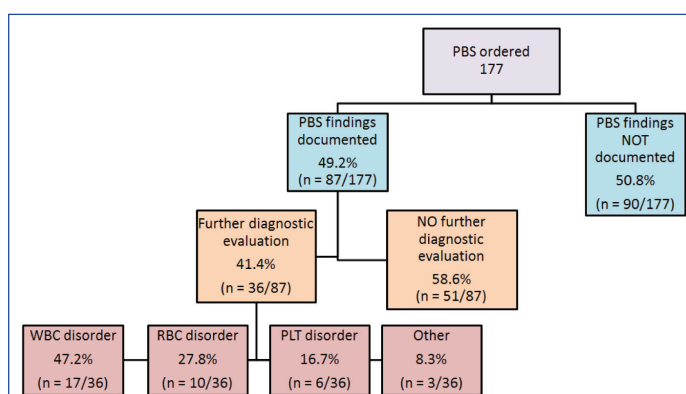 PBS ordered
177
PBS findings
documented
49.2%
(n = 87/177)
PBS findings
NOT
documented
50.8%
(n = 90/177)
Further diagnostic
evaluation
41.4%
(n = 36/87)
NO further
diagnostic
evaluation
58.6%
(n = 51/87)
WBC disorder
47.2%
(n = 17/36)
RBC disorder
27.8%
(n = 10/36)
PLT disorder
16.7%
(n = 6/36)
Other
8.3%
(n = 3/36)